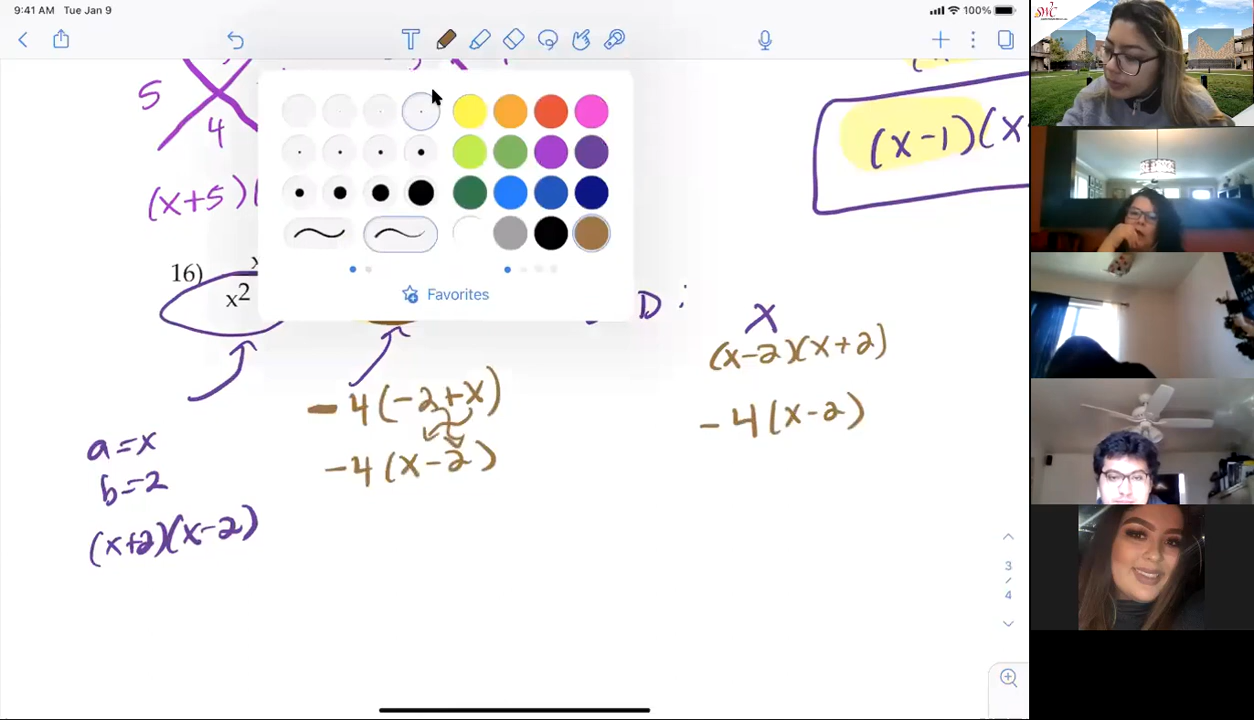 9:41 AM Tue Jan 9
100%
SWC
T
5
4
(x+5)(
(x-1)(x
16)
x
x²
D :
x
(x-2)(x+2)
-4(-2+x)
-4(x-2)
-4(x-2)
a=x
b=2
(x+2)(x-2)
Favorites
3
/
4